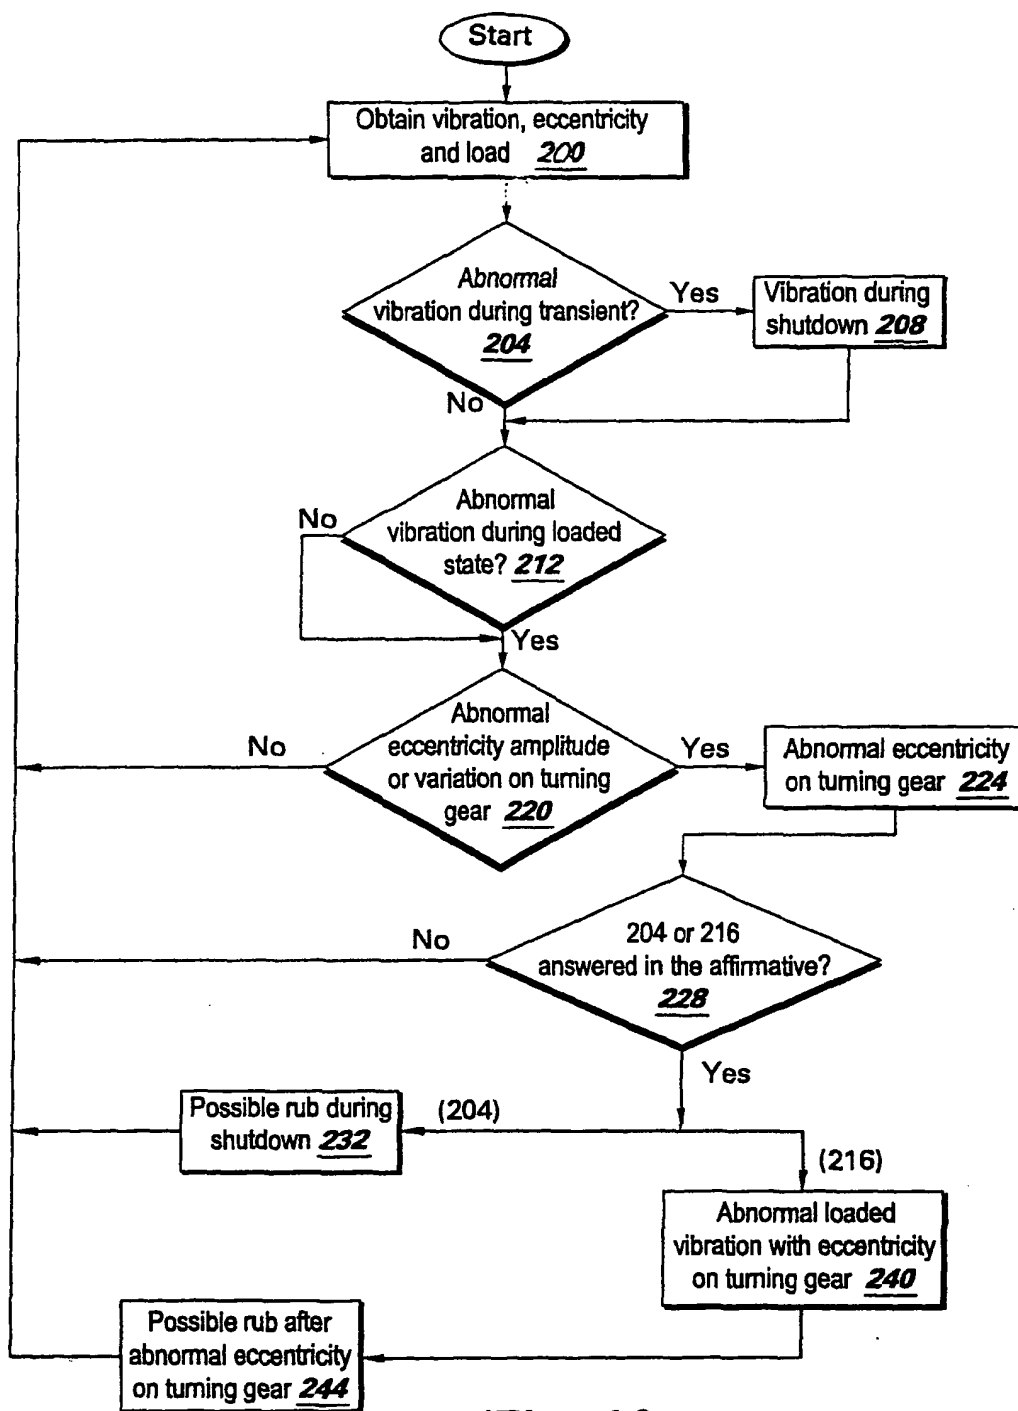 Start
Obtain vibration, eccentricity
and load 200
Abnormal
vibration during transient?
204
Yes
Vibration during
shutdown 208
No
Abnormal
vibration during loaded
state? 212
No
Yes
Abnormal
eccentricity amplitude
or variation on turning
gear 220
No
Yes
Abnormal eccentricity
on turning gear 224
204 or 216
answered in the affirmative?
228
No
Yes
Possible rub during
shutdown 232
(204)
(216)
Abnormal loaded
vibration with eccentricity
on turning gear 240
Possible rub after
abnormal eccentricity
on turning gear 244